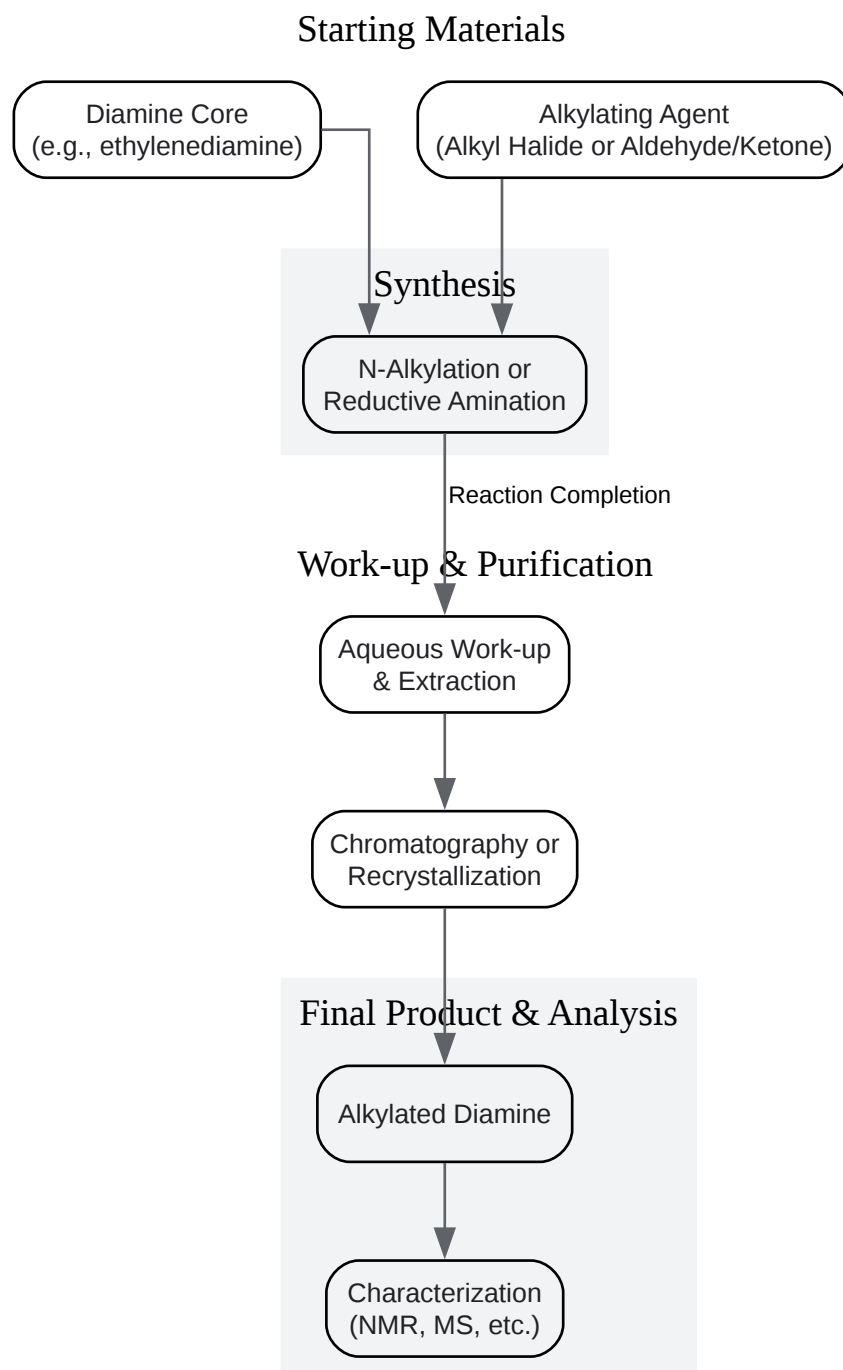 Starting Materials
Diamine Core
(e.g., ethylenediamine)
Alkylating Agent
(Alkyl Halide or Aldehyde/Ketone)
Synthesis
N-Alkylation or
Reductive Amination
Reaction Completion
Work-up & Purification
Aqueous Work-up
& Extraction
Chromatography or
Recrystallization
Final Product & Analysis
Alkylated Diamine
Characterization
(NMR, MS, etc.)